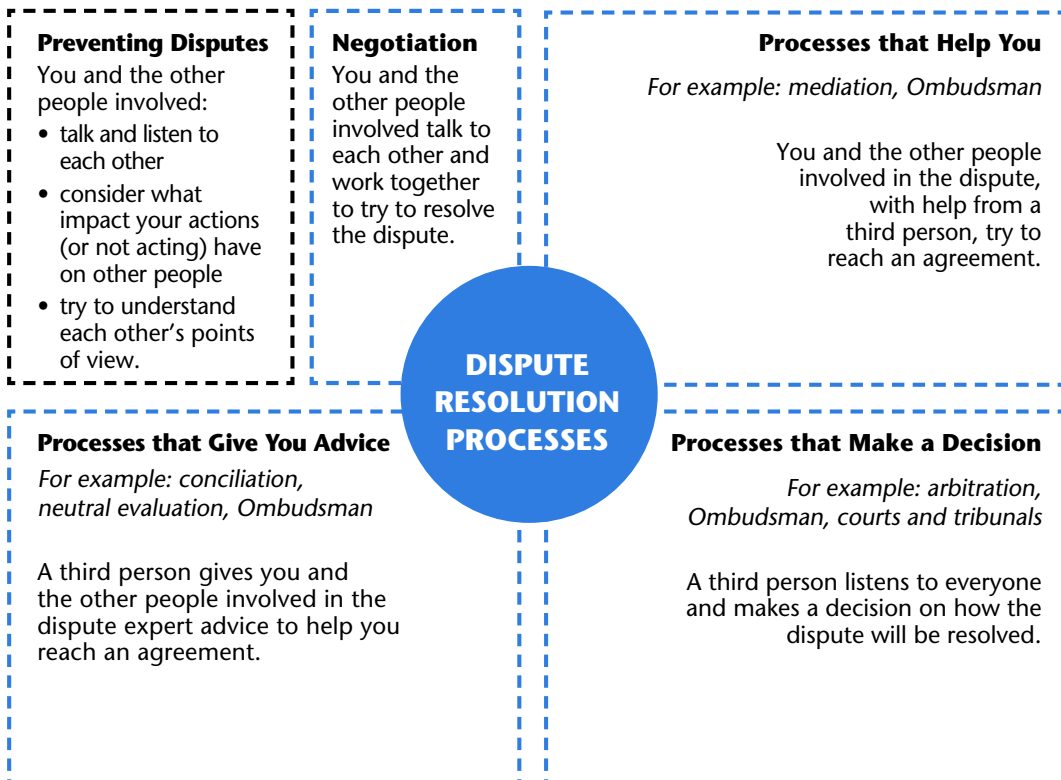 Preventing Disputes
You and the other
people involved:
• talk and listen to
each other
• consider what
impact your actions
(or not acting) have
on other people
• try to understand
each other’s points
of view.
Negotiation
You and the
other people
involved talk to
each other and
work together
to try to resolve
the dispute.
Processes that Help You
For example: mediation, Ombudsman
You and the other people
involved in the dispute,
with help from a
third person, try to
reach an agreement.
DISPUTE
RESOLUTION
PROCESSES
Processes that Give You Advice
For example: conciliation,
neutral evaluation, Ombudsman
A third person gives you and
the other people involved in the
dispute expert advice to help you
reach an agreement.
Processes that Make a Decision
For example: arbitration,
Ombudsman, courts and tribunals
A third person listens to everyone
and makes a decision on how the
dispute will be resolved.